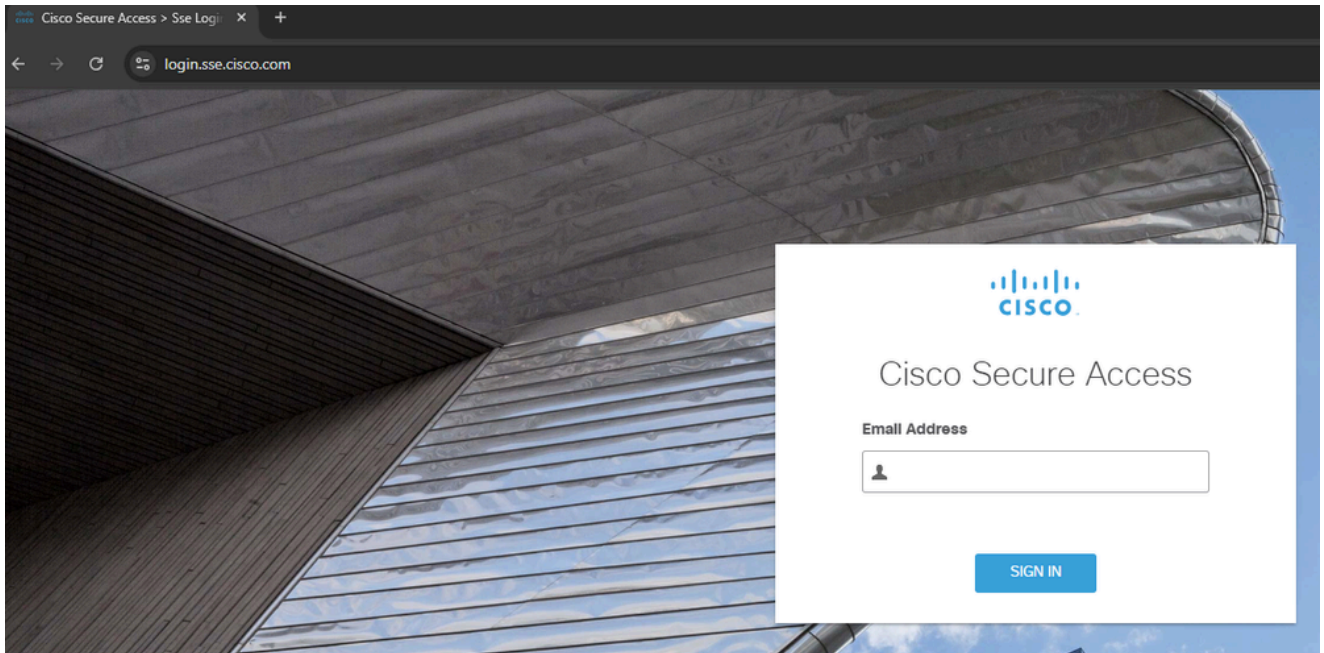 Cisco Secure Access > Sse Logi
login.sse.cisco.com
CISCO
Cisco Secure Access
Email Address
SIGN IN